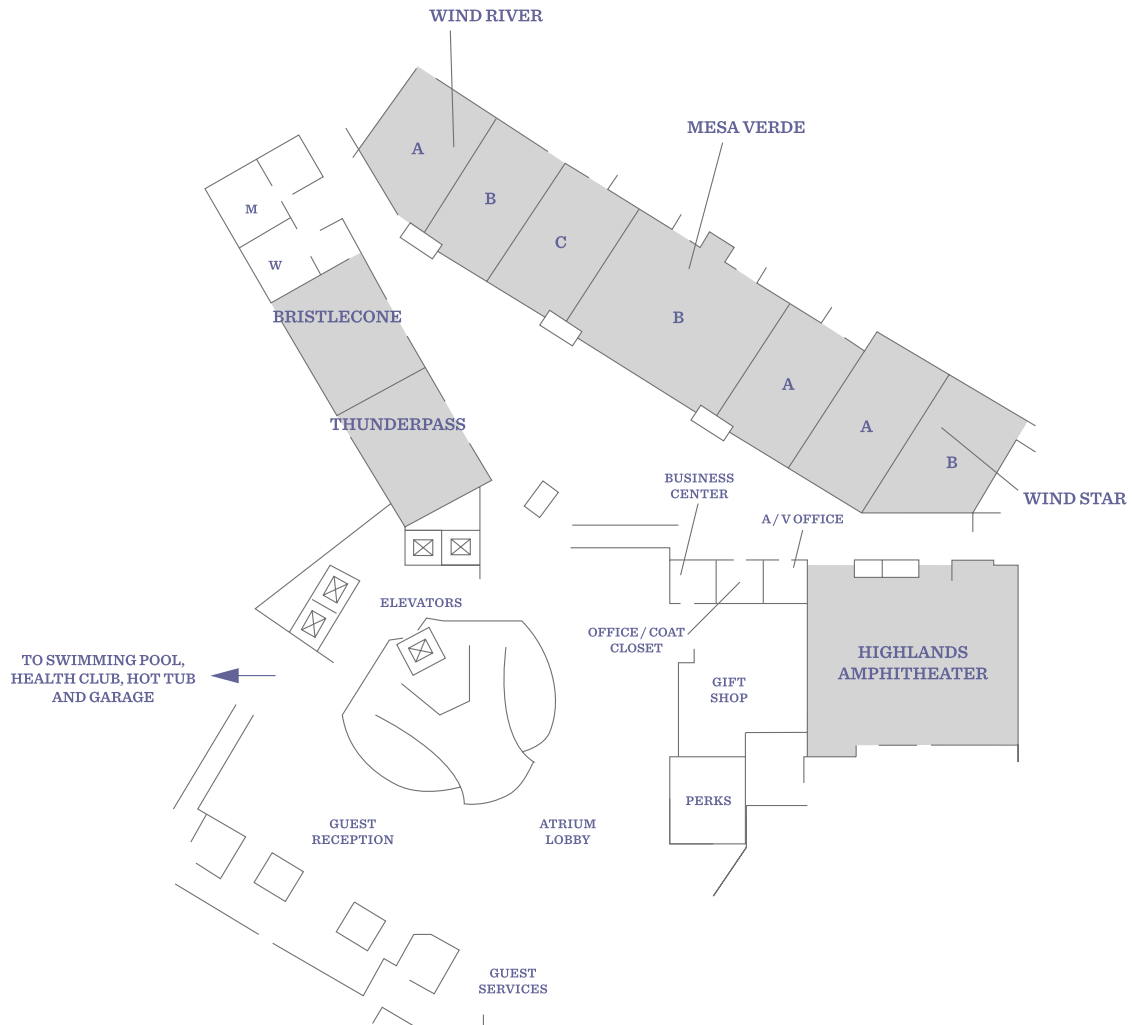 WIND RIVER
MESA VERDE
A
B
C
B
A
A
B
WIND STAR
M
W
BRISTLECONE
THUNDERPASS
BUSINESS
CENTER
A / V OFFICE
ELEVATORS
OFFICE / COAT
CLOSET
HIGHLANDS
AMPHITHEATER
TO SWIMMING POOL,
HEALTH CLUB, HOT TUB
AND GARAGE
GIFT
SHOP
PERKS
GUEST
RECEPTION
ATRIUM
LOBBY
GUEST
SERVICES